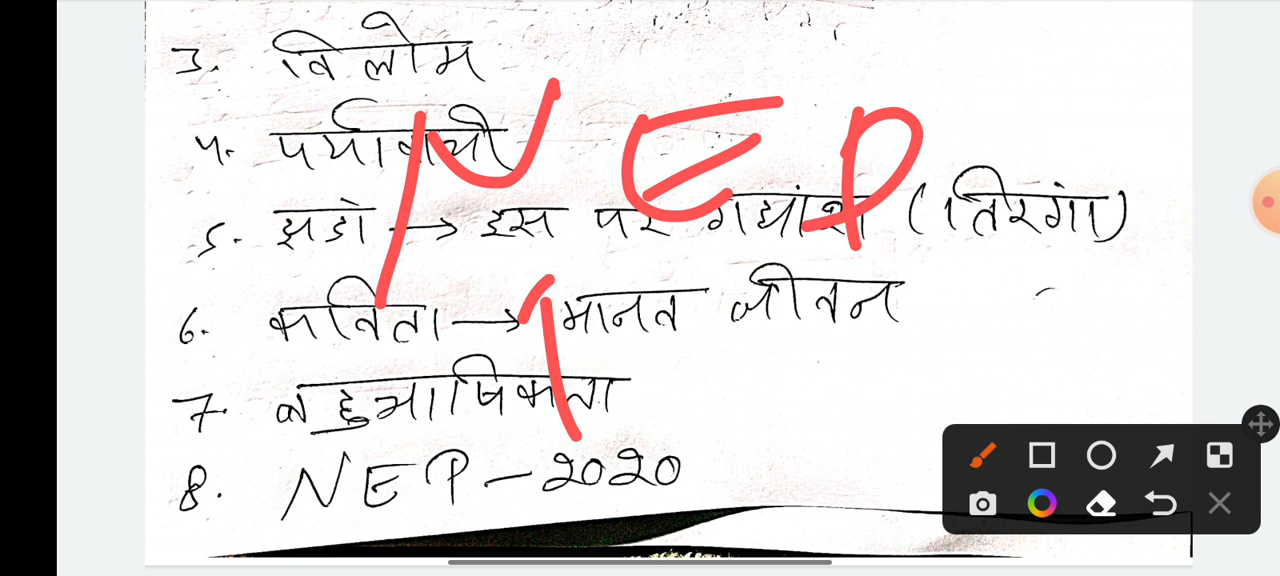 3. विलोम
4. पर्यावाची
5. झंडो → इस पर गद्यांश (तिरंगा)
6. कविता → मानव जीवन
7. बहुभाषिकता
8. NEP - 2020
NEP
1